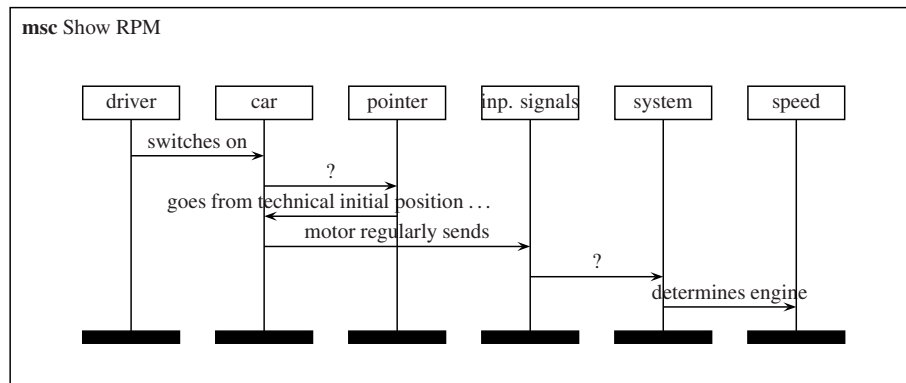 msc Show RPM
driver car pointer inp. signals system speed
switches on
?
goes from technical initial position ...
motor regularly sends
?
determines engine